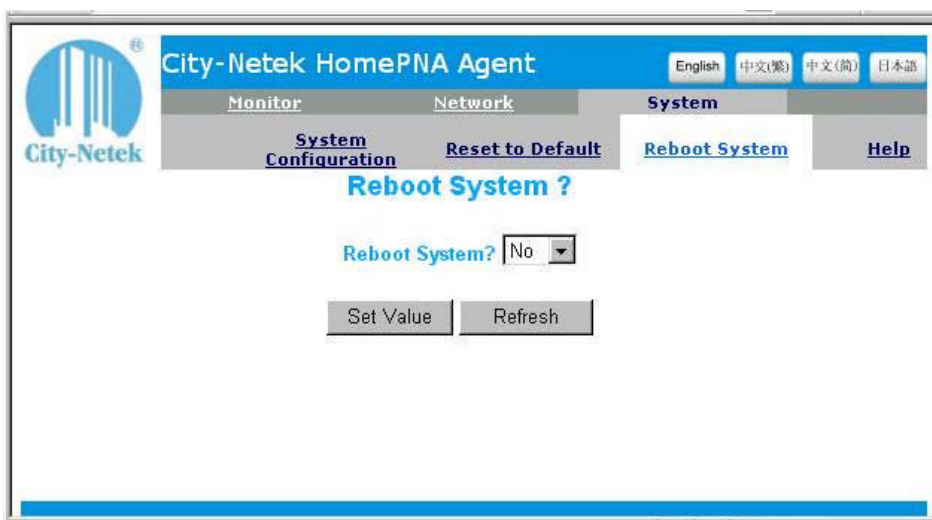 ®
City-Netek
City-Netek HomePNA Agent
English 中文(繁) 中文(简) 日本語
Monitor Network System
System Configuration Reset to Default Reboot System Help
Reboot System ?
Reboot System? No
Set Value Refresh